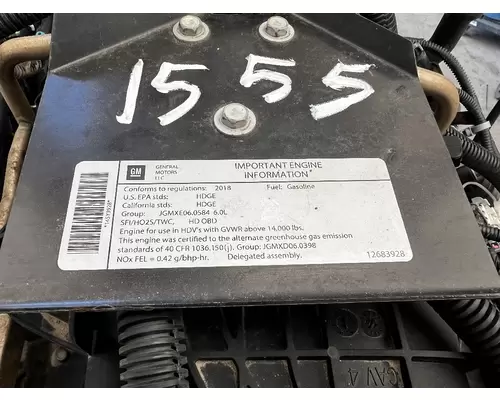 1555
GM
GENERAL MOTORS LLC
IMPORTANT ENGINE INFORMATION
Conforms to regulations: 2018 Fuel: Gasoline
U.S. EPA stds: HDGE
California stds: HDGE
Group: JGMXE06.0584 6.0L
SFI/HO2S/TWC, HD OBD
Engine for use in HDV's with GVWR above 14,000 lbs.
This engine was certified to the alternate greenhouse gas emission
standards of 40 CFR 1036.150(j). Group: JGMXD06.0398
NOx FEL = 0.42 g/bhp-hr. Delegated assembly. 12683928
CAV 4